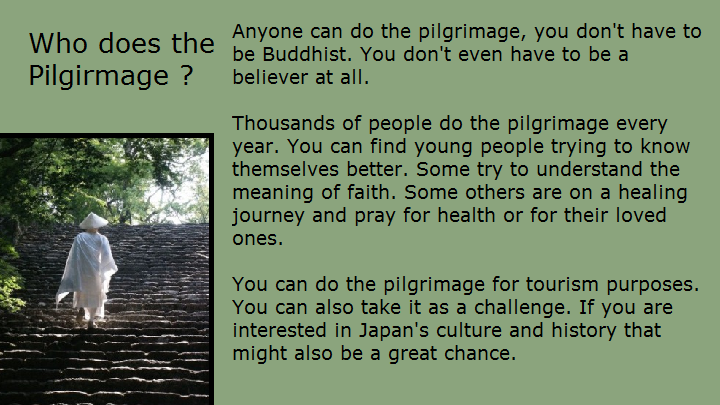 Who does the
Pilgirmage ?
Anyone can do the pilgrimage, you don't have to
be Buddhist. You don't even have to be a
believer at all.
Thousands of people do the pilgrimage every
year. You can find young people trying to know
themselves better. Some try to understand the
meaning of faith. Some others are on a healing
journey and pray for health or for their loved
ones.
You can do the pilgrimage for tourism purposes.
You can also take it as a challenge. If you are
interested in Japan's culture and history that
might also be a great chance.